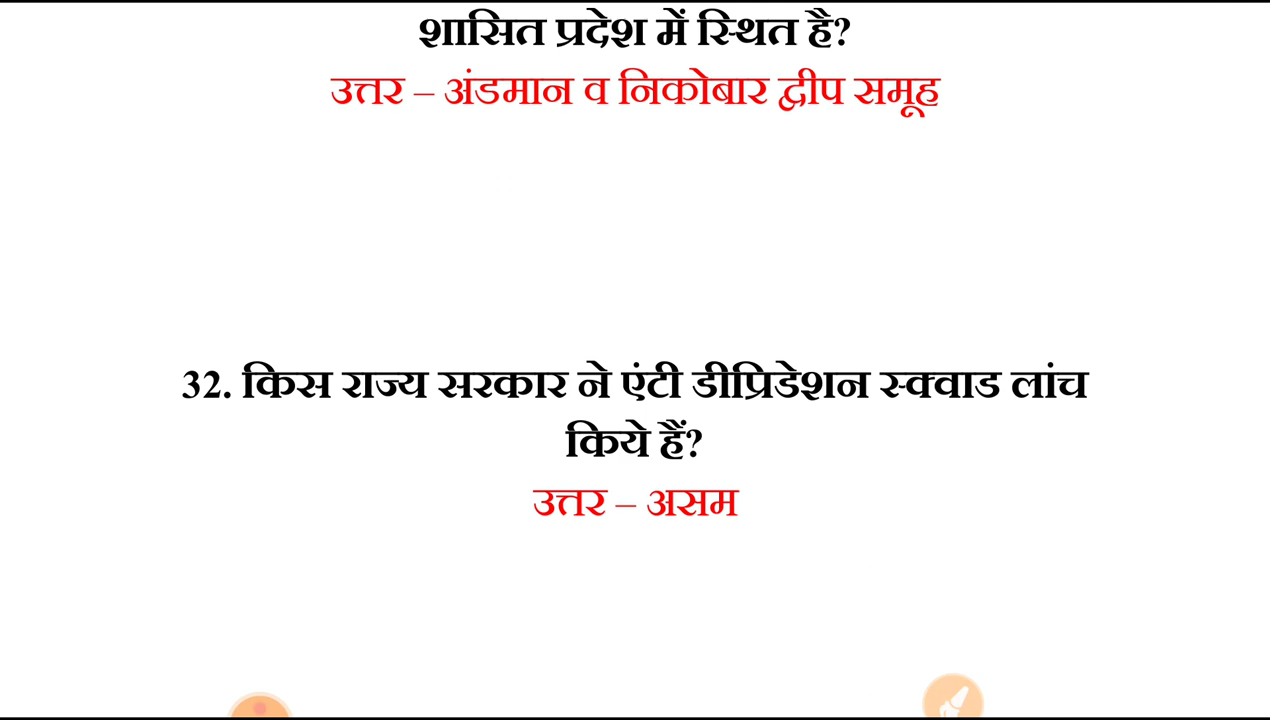 शासित प्रदेश में स्थित है?
उत्तर – अंडमान व निकोबार द्वीप समूह
32. किस राज्य सरकार ने एंटी डीप्रिडेशन स्क्वाड लांच
किये हैं?
उत्तर – असम